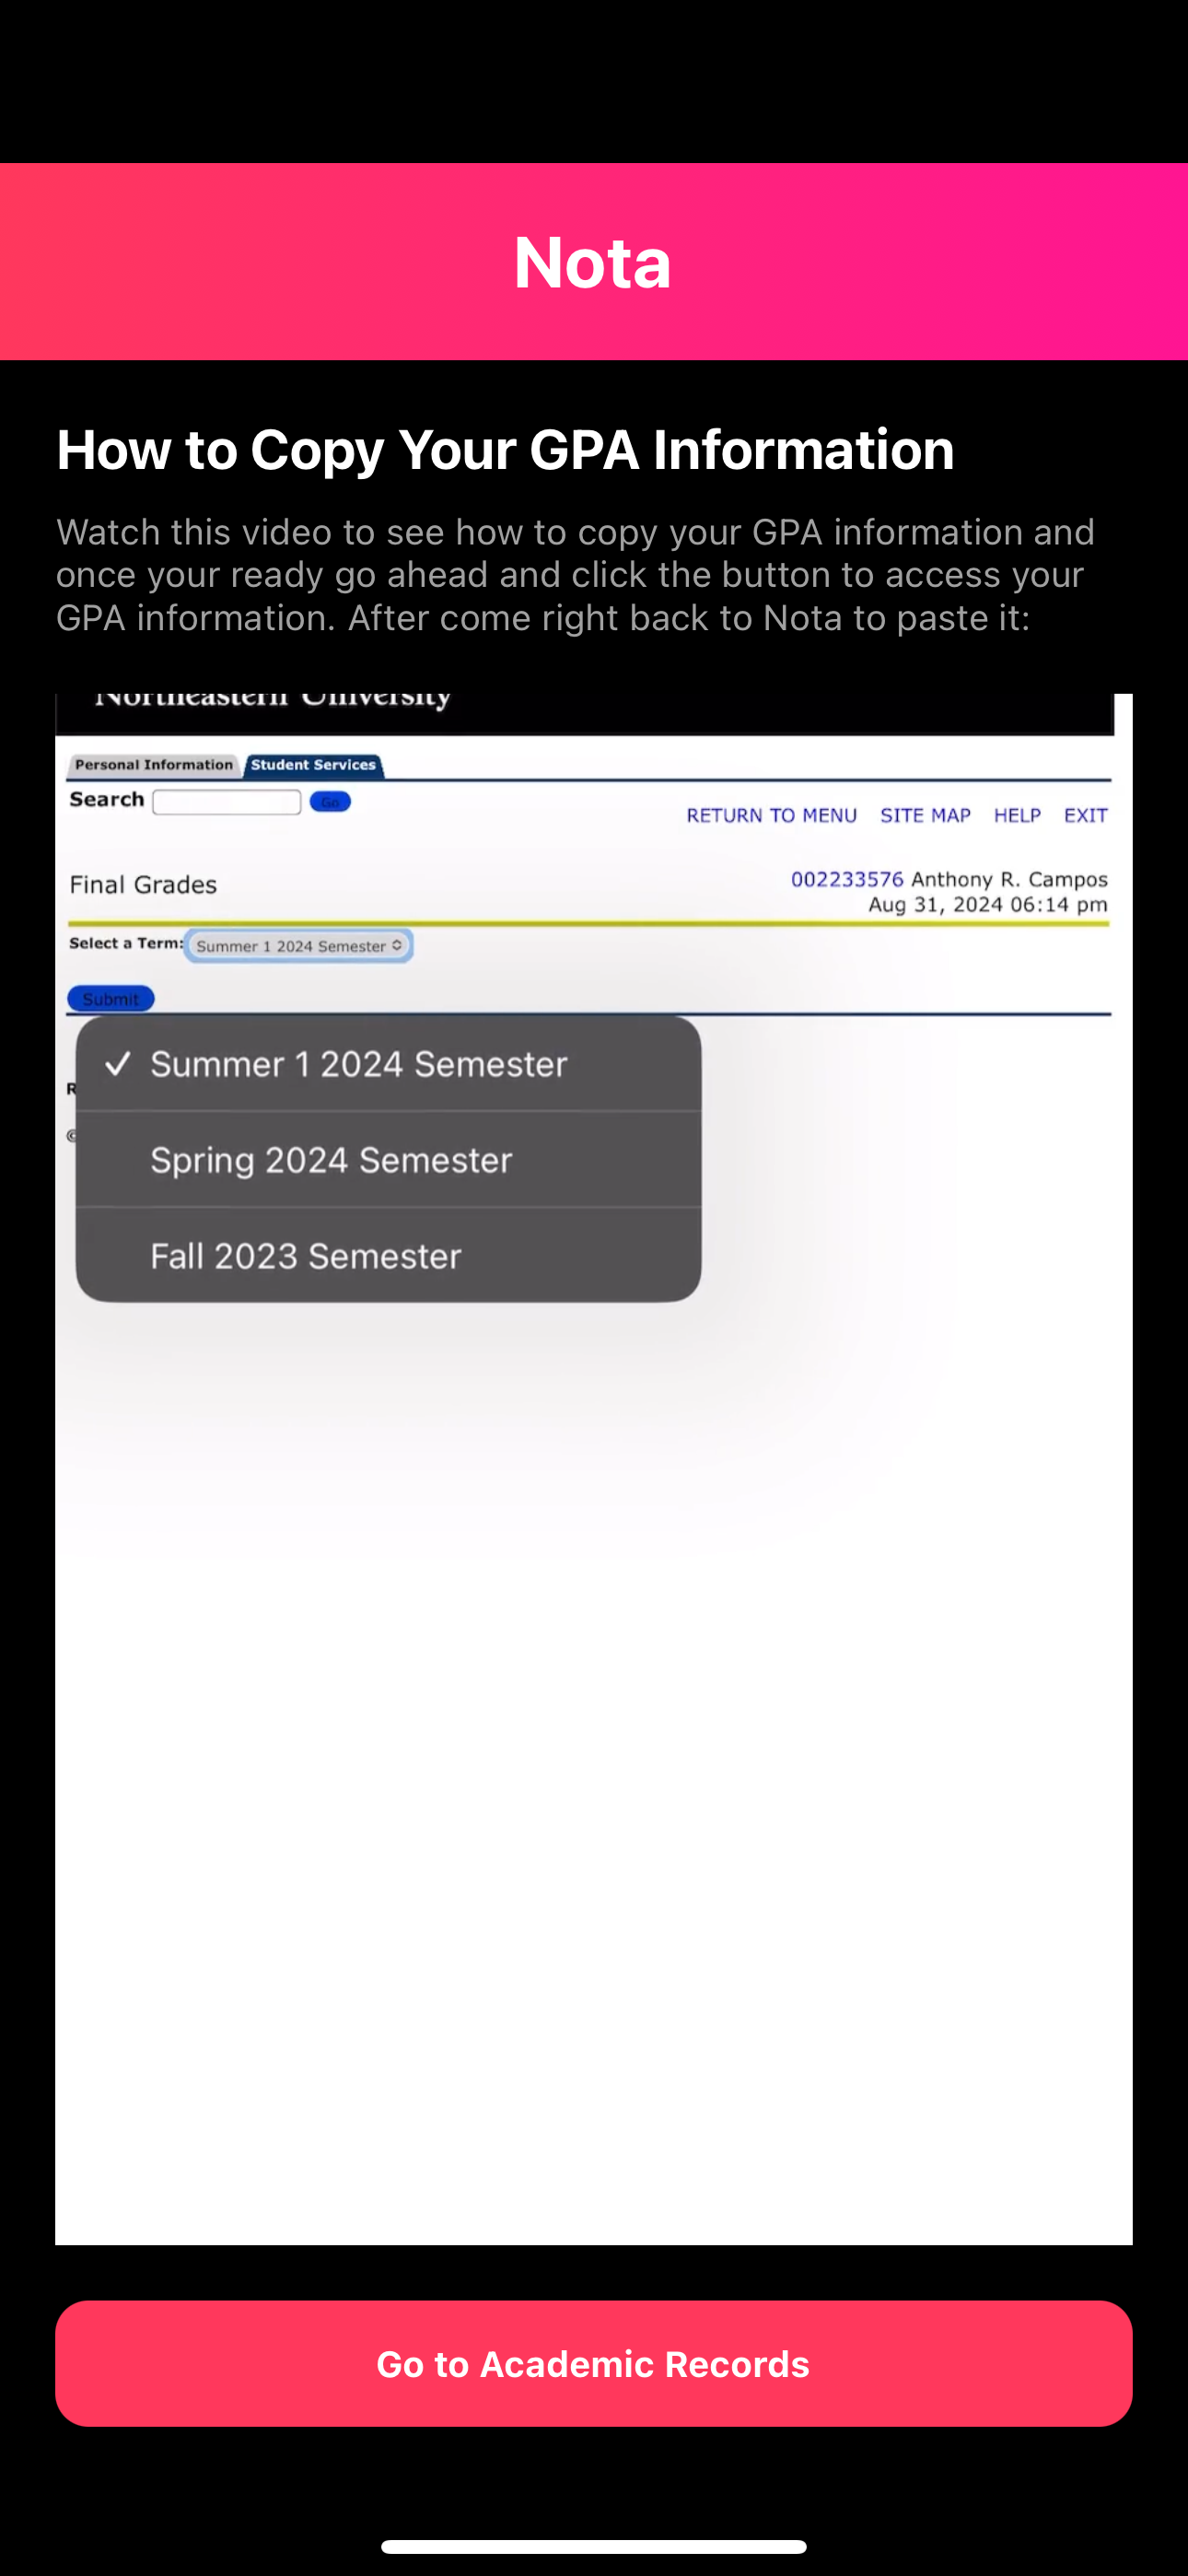 Nota
How to Copy Your GPA Information
Watch this video to see how to copy your GPA information and
once your ready go ahead and click the button to access your
GPA information. After come right back to Nota to paste it:
Northeastern University
Personal Information Student Services
Search Go
RETURN TO MENU SITE MAP HELP EXIT
Final Grades
002233576 Anthony R. Campos
Aug 31, 2024 06:14 pm
Select a Term: Summer 1 2024 Semester
Submit
✓ Summer 1 2024 Semester
R
Spring 2024 Semester
©
Fall 2023 Semester
Go to Academic Records